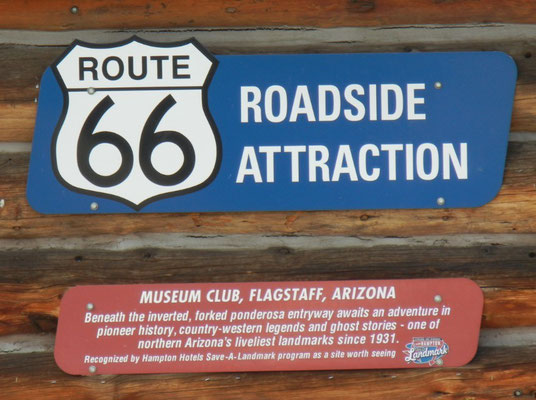 ROUTE
66
ROADSIDE
ATTRACTION
MUSEUM CLUB, FLAGSTAFF, ARIZONA
Beneath the inverted, forked ponderosa entryway awaits an adventure in
pioneer history, country-western legends and ghost stories - one of
northern Arizona's liveliest landmarks since 1931.
Recognized by Hampton Hotels Save-A-Landmark program as a site worth seeing
Landmark